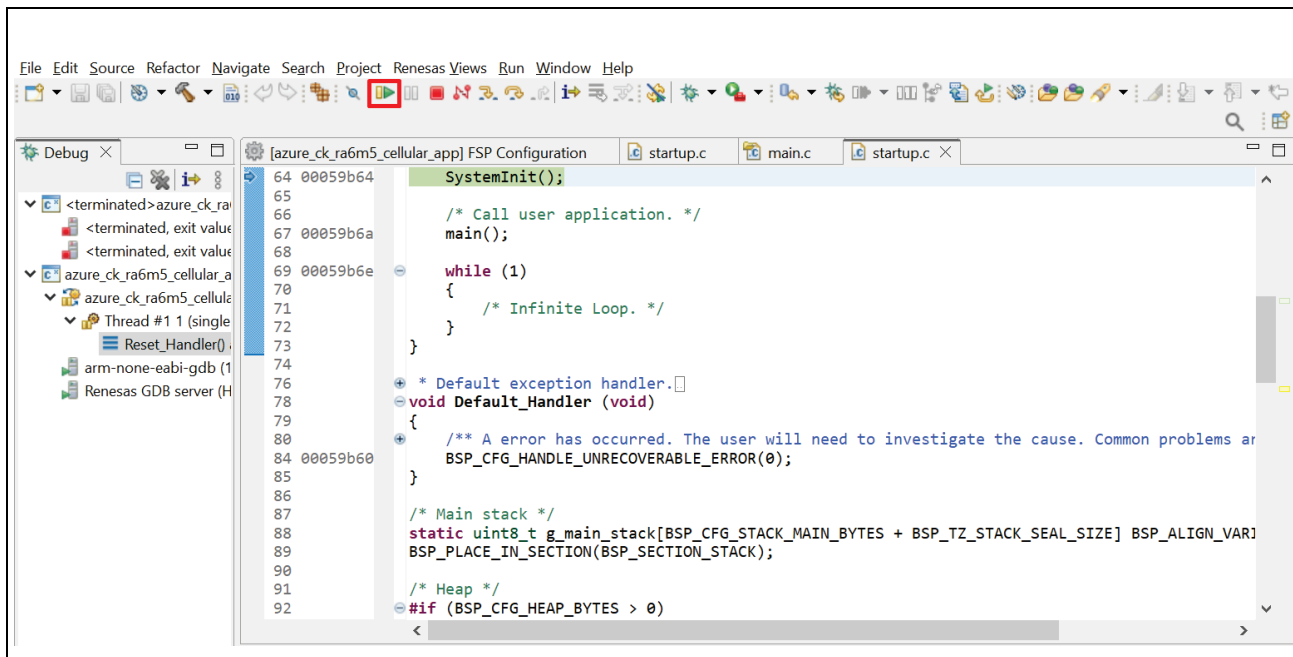 File Edit Source Refactor Navigate Search Project Renesas Views Run Window Help
Debug
[azure_ck_ra6m5_cellular_app] FSP Configuration startup.c main.c startup.c
<terminated>azure_ck_ra
<terminated, exit value
<terminated, exit value
azure_ck_ra6m5_cellular_a
azure_ck_ra6m5_cellula
Thread #1 1 (single
Reset_Handler()
arm-none-eabi-gdb (1
Renesas GDB server (H
64 00059b64 SystemInit();
65
66 /* Call user application. */
67 00059b6a main();
68
69 00059b6e while (1)
70 {
71 /* Infinite Loop. */
72 }
73 }
74
76 * Default exception handler.
78 void Default_Handler (void)
79 {
80 /** A error has occurred. The user will need to investigate the cause. Common problems ar
84 00059b60 BSP_CFG_HANDLE_UNRECOVERABLE_ERROR(0);
85 }
86
87 /* Main stack */
88 static uint8_t g_main_stack[BSP_CFG_STACK_MAIN_BYTES + BSP_TZ_STACK_SEAL_SIZE] BSP_ALIGN_VARI
89 BSP_PLACE_IN_SECTION(BSP_SECTION_STACK);
90
91 /* Heap */
92 #if (BSP_CFG_HEAP_BYTES > 0)